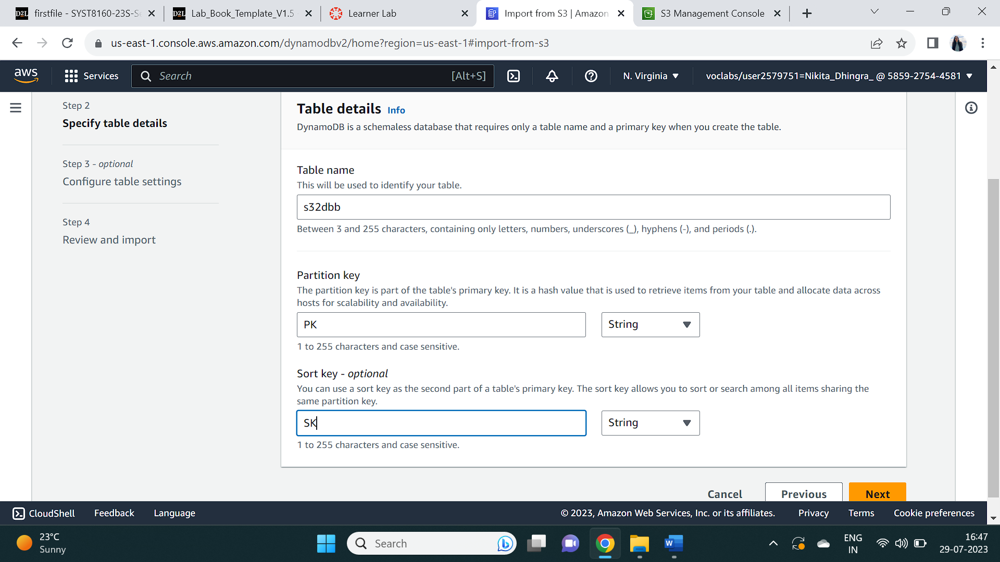 firstfile - SYST8160-23S-Se
Lab_Book_Template_V1.5 -
Learner Lab
Import from S3 | Amazon
S3 Management Console
us-east-1.console.aws.amazon.com/dynamodbv2/home?region=us-east-1#import-from-s3
aws
Services
Search
[Alt+S]
N. Virginia
voclabs/user2579751=Nikita_Dhingra_ @ 5859-2754-4581
Step 2
Specify table details
Step 3 - optional
Configure table settings
Step 4
Review and import
Table details Info
DynamoDB is a schemaless database that requires only a table name and a primary key when you create the table.
Table name
This will be used to identify your table.
s32dbb
Between 3 and 255 characters, containing only letters, numbers, underscores (_), hyphens (-), and periods (.).
Partition key
The partition key is part of the table's primary key. It is a hash value that is used to retrieve items from your table and allocate data across
hosts for scalability and availability.
PK
String
1 to 255 characters and case sensitive.
Sort key - optional
You can use a sort key as the second part of a table's primary key. The sort key allows you to sort or search among all items sharing the
same partition key.
SK
String
1 to 255 characters and case sensitive.
Cancel
Previous
Next
CloudShell
Feedback
Language
© 2023, Amazon Web Services, Inc. or its affiliates.
Privacy
Terms
Cookie preferences
23°C
Sunny
Search
ENG
IN
16:47
29-07-2023